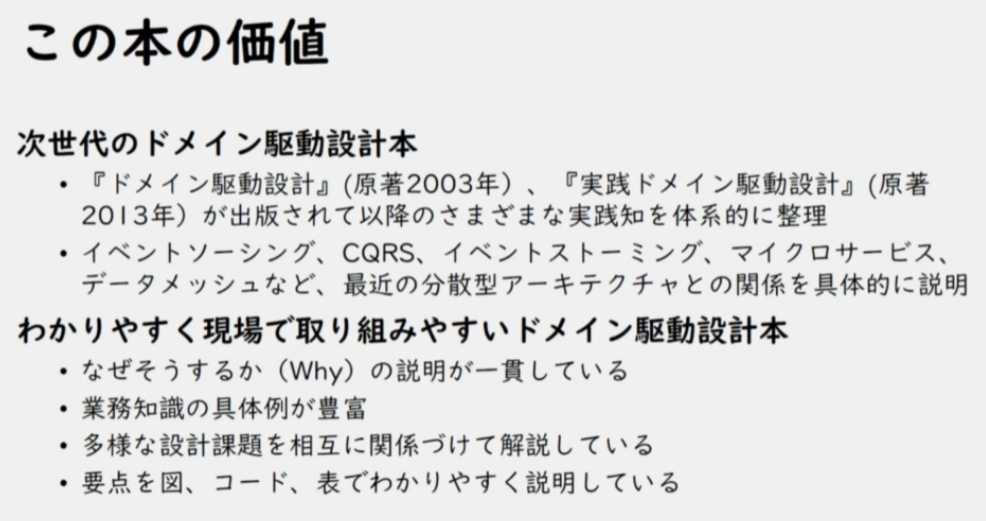 この本の価値
次世代のドメイン駆動設計本
• 『ドメイン駆動設計』(原著2003年）、『実践ドメイン駆動設計』(原著
2013年）が出版されて以降のさまざまな実践知を体系的に整理
• イベントソーシング、CQRS、イベントストーミング、マイクロサービス、
データメッシュなど、最近の分散型アーキテクチャとの関係を具体的に説明
わかりやすく現場で取り組みやすいドメイン駆動設計本
• なぜそうするか（Why）の説明が一貫している
• 業務知識の具体例が豊富
• 多様な設計課題を相互に関係づけて解説している
• 要点を図、コード、表でわかりやすく説明している